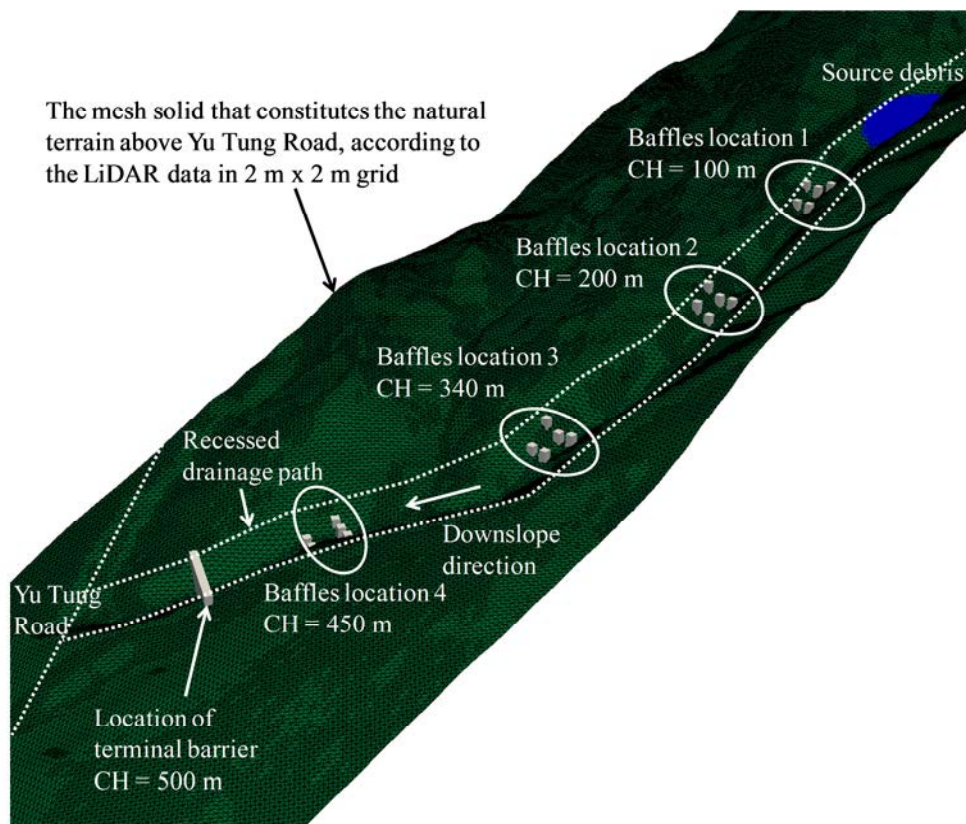 Source debris
The mesh solid that constitutes the natural
terrain above Yu Tung Road, according to
the LiDAR data in 2 m x 2 m grid
Baffles location 1
CH = 100 m
Baffles location 2
CH = 200 m
Baffles location 3
CH = 340 m
Recessed
drainage path
Downslope
direction
Baffles location 4
CH = 450 m
Yu Tung
Road
Location of
terminal barrier
CH = 500 m